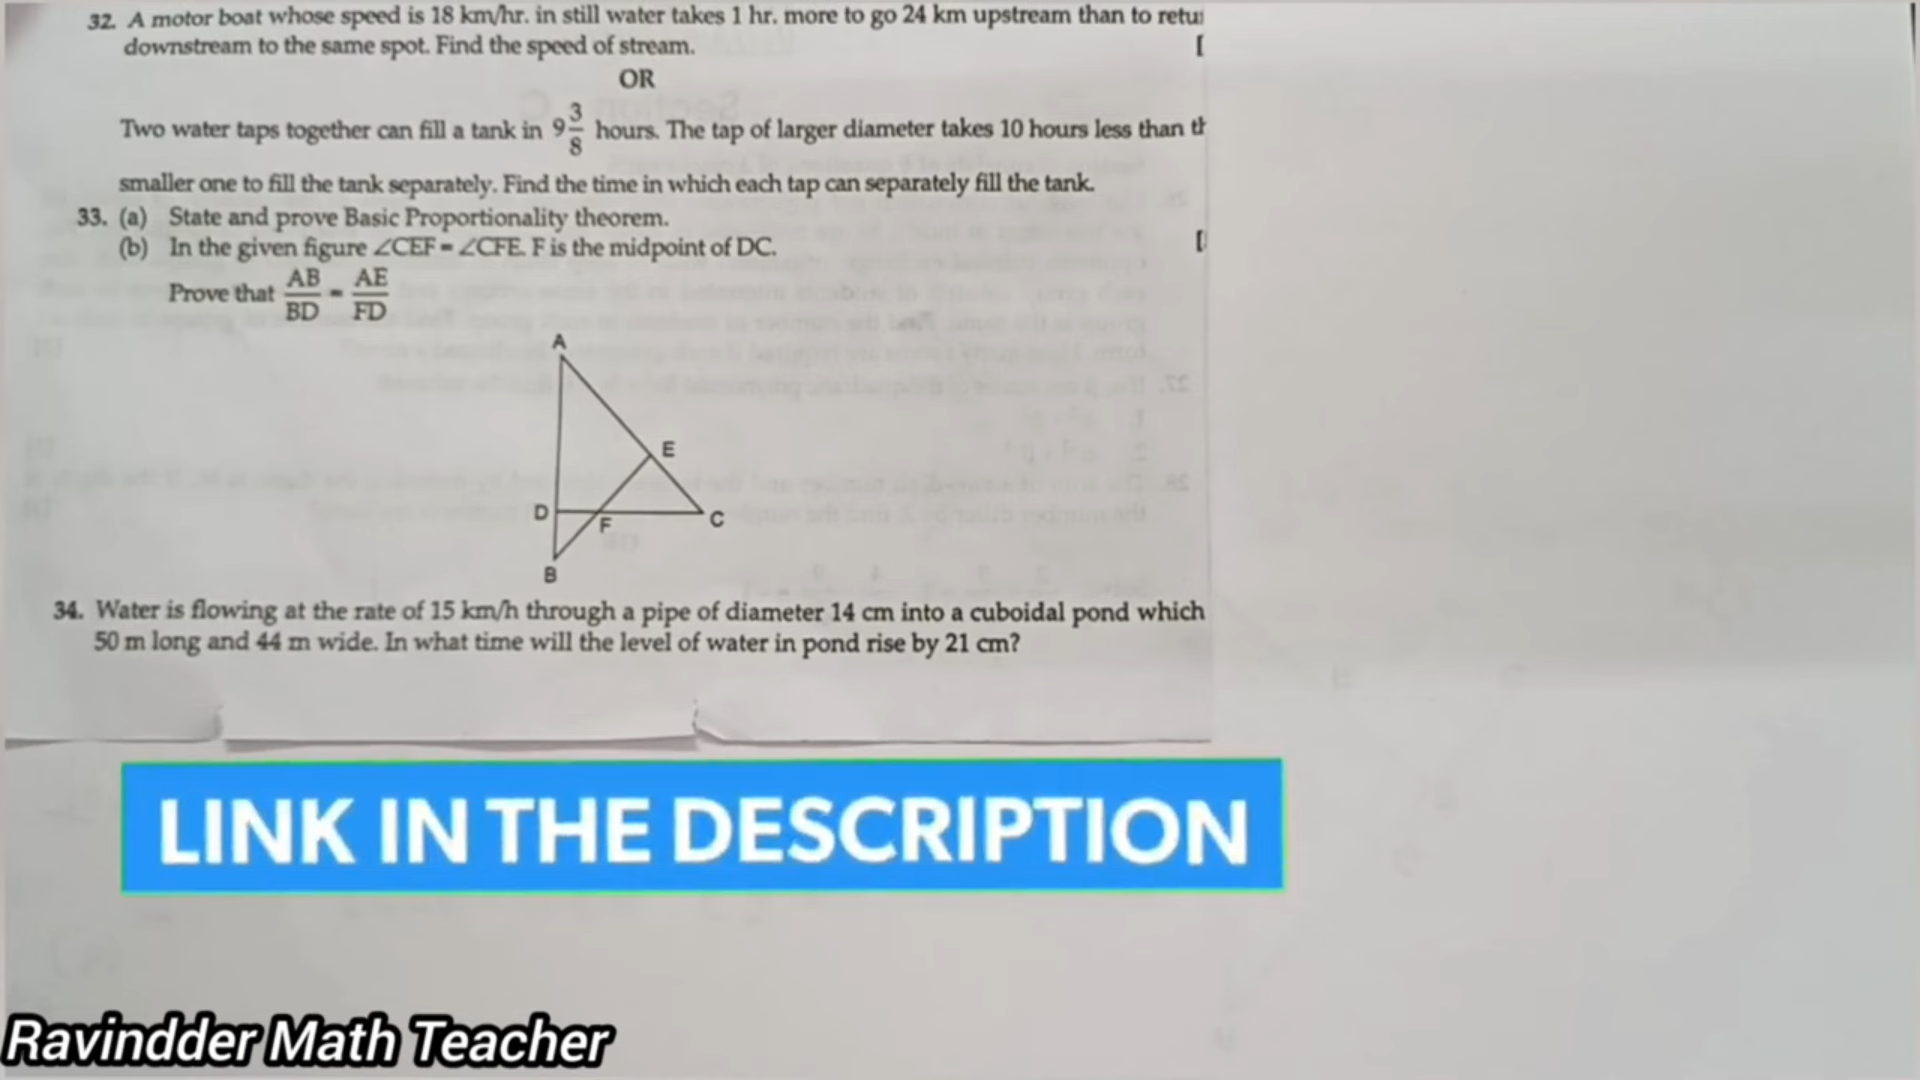 32. A motor boat whose speed is 18 km/hr. in still water takes 1 hr. more to go 24 km upstream than to
downstream to the same spot. Find the speed of stream.
[
OR
Two water taps together can fill a tank in 9 3/8 hours. The tap of larger diameter takes 10 hours less than
smaller one to fill the tank separately. Find the time in which each tap can separately fill the tank.
33. (a) State and prove Basic Proportionality theorem.
(b) In the given figure ∠CEF = ∠CFE. F is the midpoint of DC.
[
Prove that AB/BD = AE/FD
A
E
D
F
C
B
34. Water is flowing at the rate of 15 km/h through a pipe of diameter 14 cm into a cuboidal pond which
50 m long and 44 m wide. In what time will the level of water in pond rise by 21 cm?
LINK IN THE DESCRIPTION
Ravindder Math Teacher